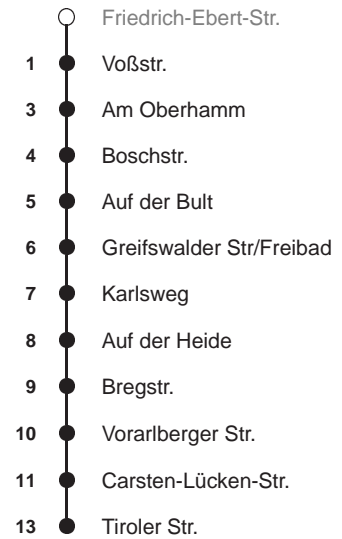 Friedrich-Ebert-Str.
1 Voßstr.
3 Am Oberhamm
4 Boschstr.
5 Auf der Bult
6 Greifswalder Str/Freibad
7 Karlsweg
8 Auf der Heide
9 Bregstr.
10 Vorarlberger Str.
11 Carsten-Lücken-Str.
13 Tiroler Str.